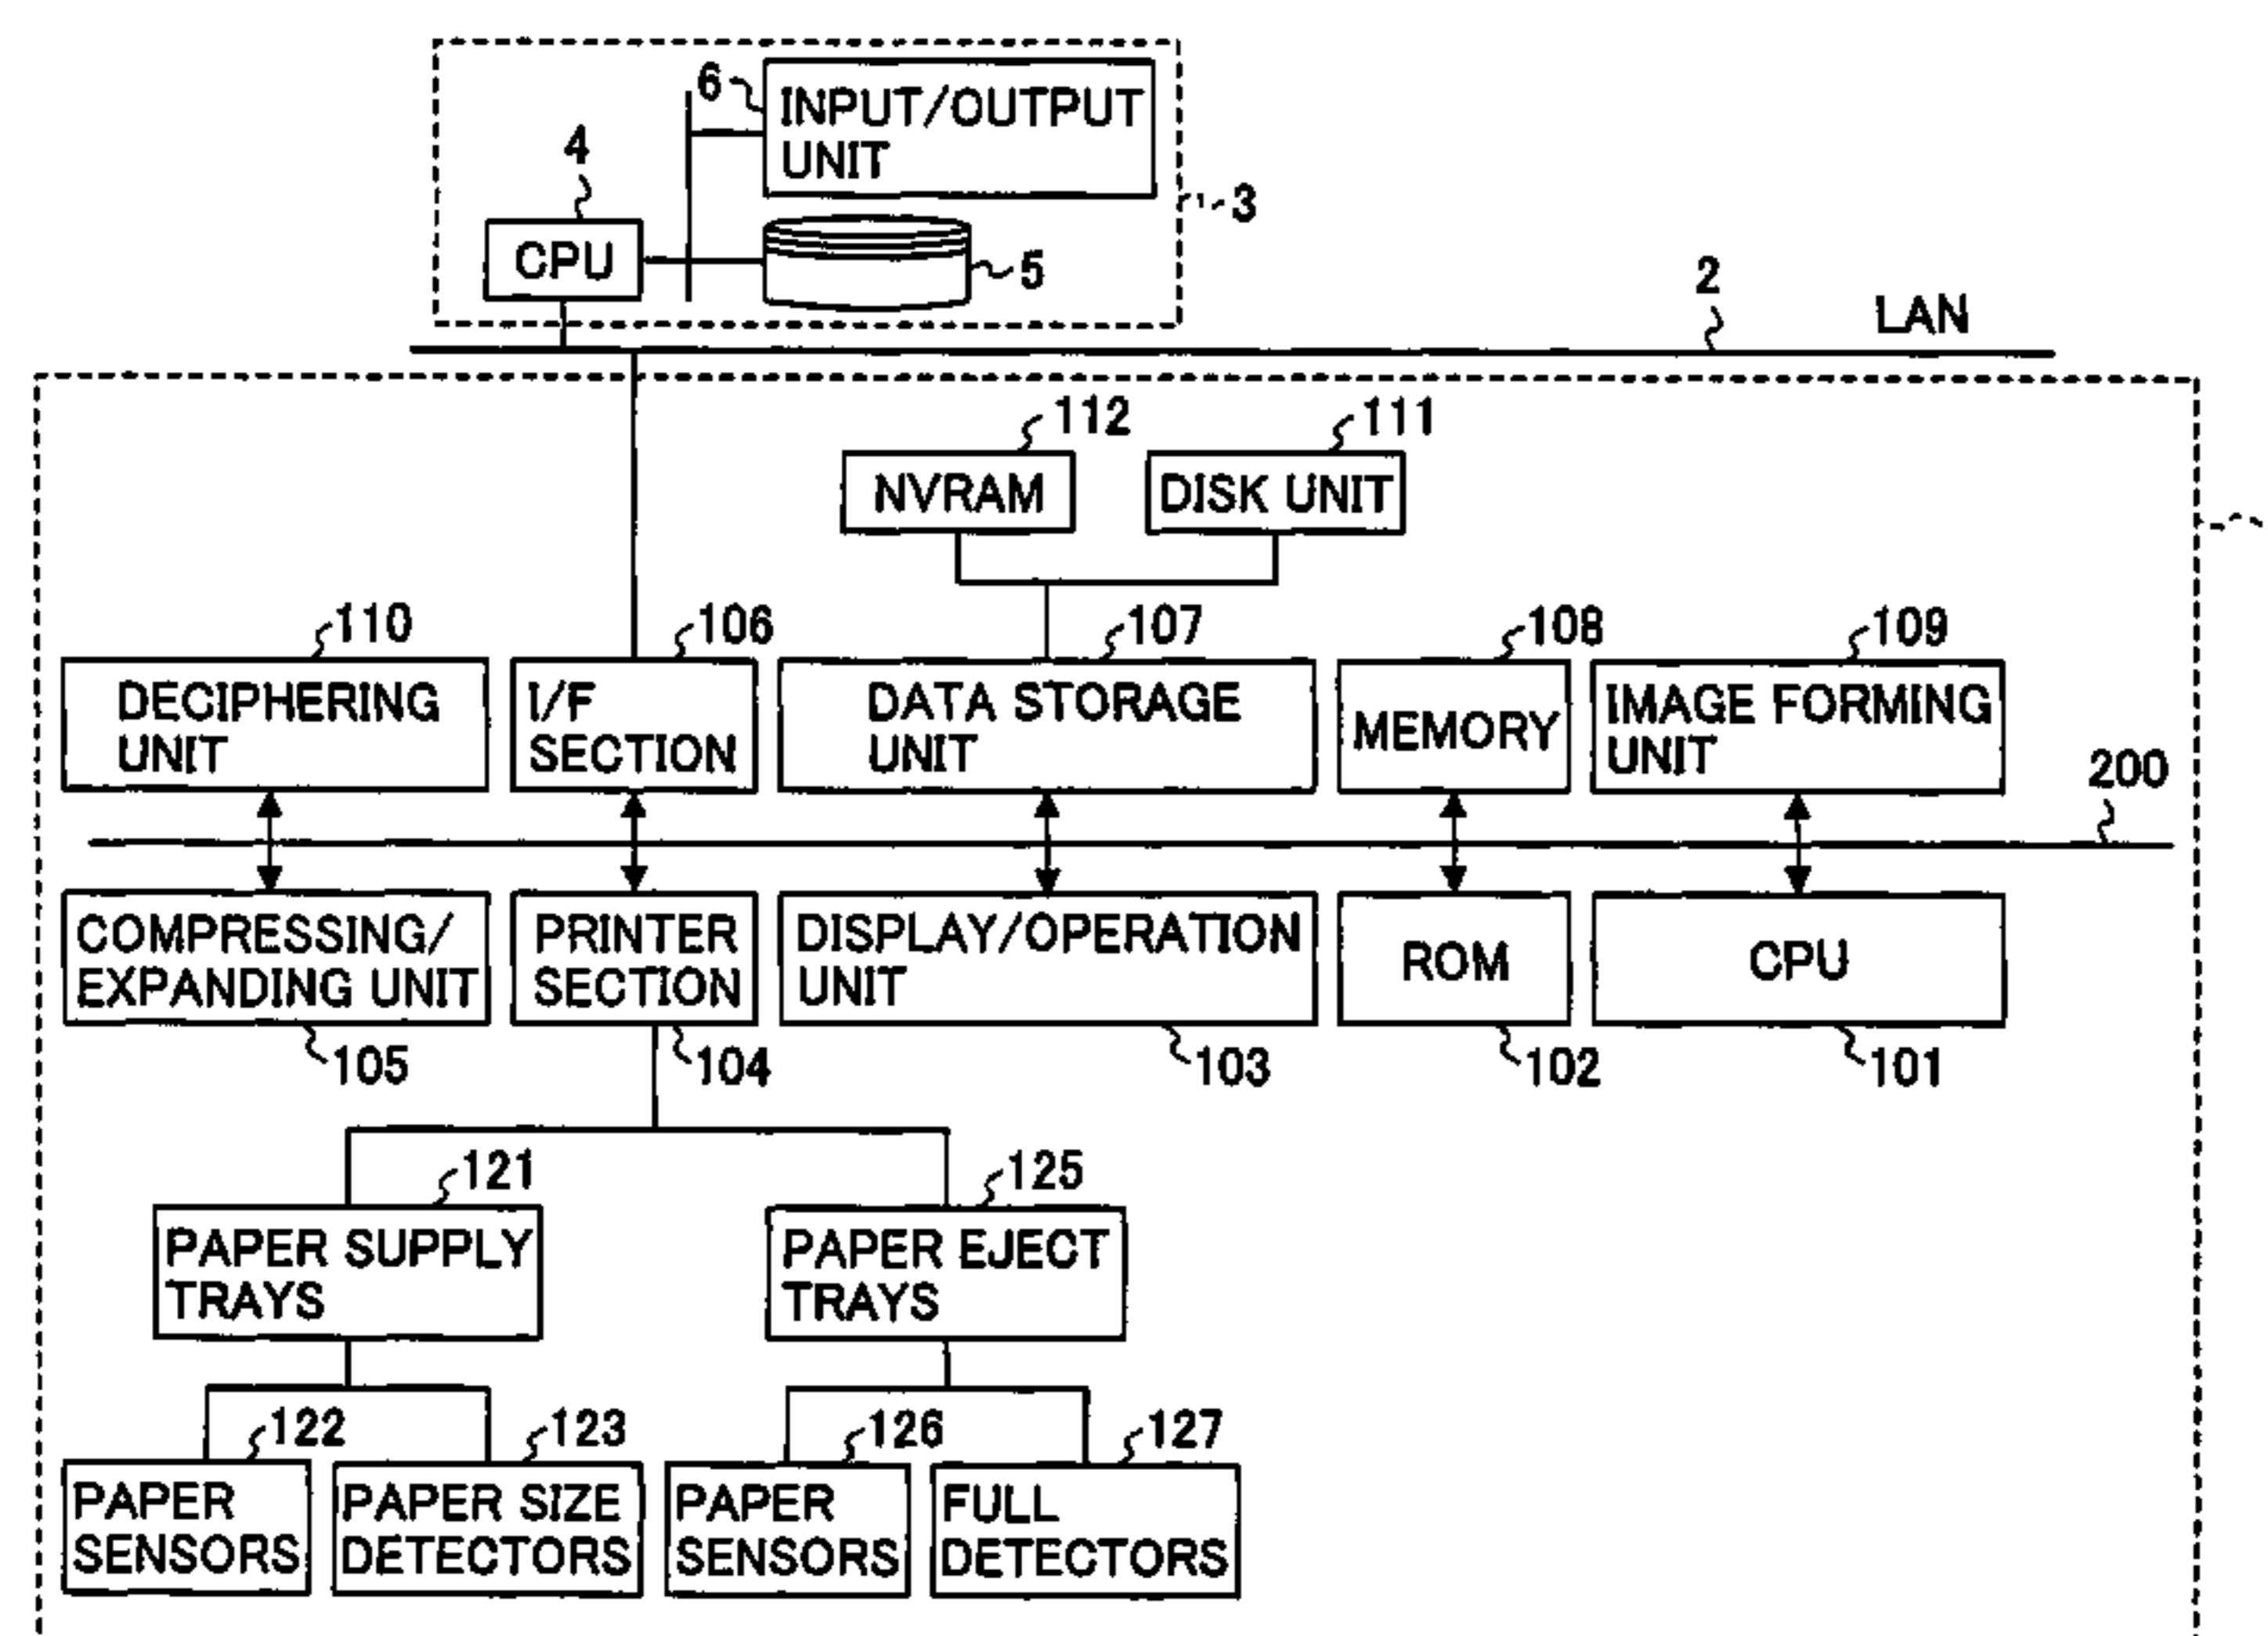 6
INPUT/OUTPUT
UNIT
4
3
CPU
5
2
LAN
112
111
NVRAM
DISK UNIT
110
106
107
108
109
DECIPHERING
UNIT
I/F
SECTION
DATA STORAGE
UNIT
MEMORY
IMAGE FORMING
UNIT
200
COMPRESSING/
EXPANDING UNIT
PRINTER
SECTION
DISPLAY/OPERATION
UNIT
ROM
CPU
105
104
103
102
101
121
125
PAPER SUPPLY
TRAYS
PAPER EJECT
TRAYS
122
123
126
127
PAPER
SENSORS
PAPER SIZE
DETECTORS
PAPER
SENSORS
FULL
DETECTORS